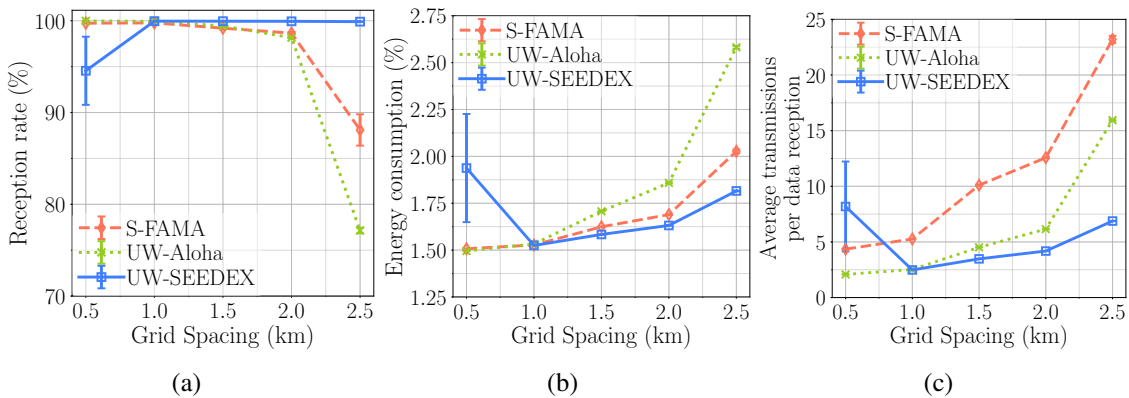 100
90
80
70
Reception rate (%)
S-FAMA
UW-Aloha
UW-SEEDEX
0.5 1.0 1.5 2.0 2.5
Grid Spacing (km)
(a)
2.75
2.50
2.25
2.00
1.75
1.50
1.25
Energy consumption (%)
S-FAMA
UW-Aloha
UW-SEEDEX
0.5 1.0 1.5 2.0 2.5
Grid Spacing (km)
(b)
25
20
15
10
5
0
Average transmissions
per data reception
S-FAMA
UW-Aloha
UW-SEEDEX
0.5 1.0 1.5 2.0 2.5
Grid Spacing (km)
(c)